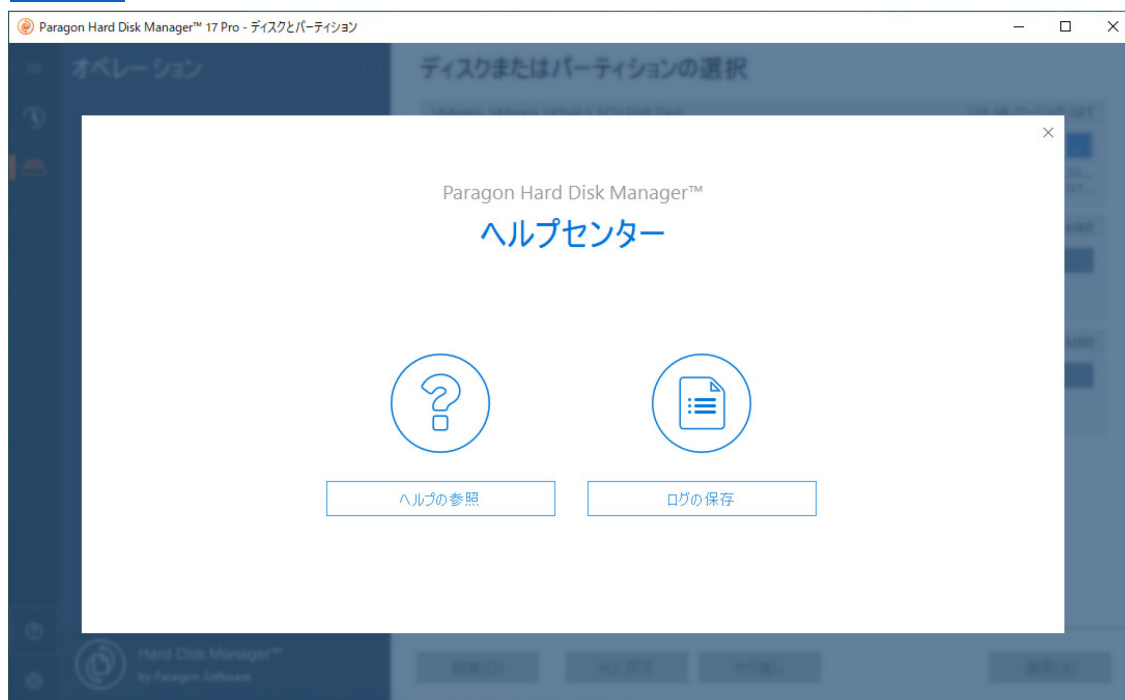 Paragon Hard Disk Manager™ 17 Pro - ディスクとパーティション
オペレーション
ディスクまたはパーティションの選択
Paragon Hard Disk Manager™
ヘルプセンター
ヘルプの参照
ログの保存
Hard Disk Manager™
by Paragon Software